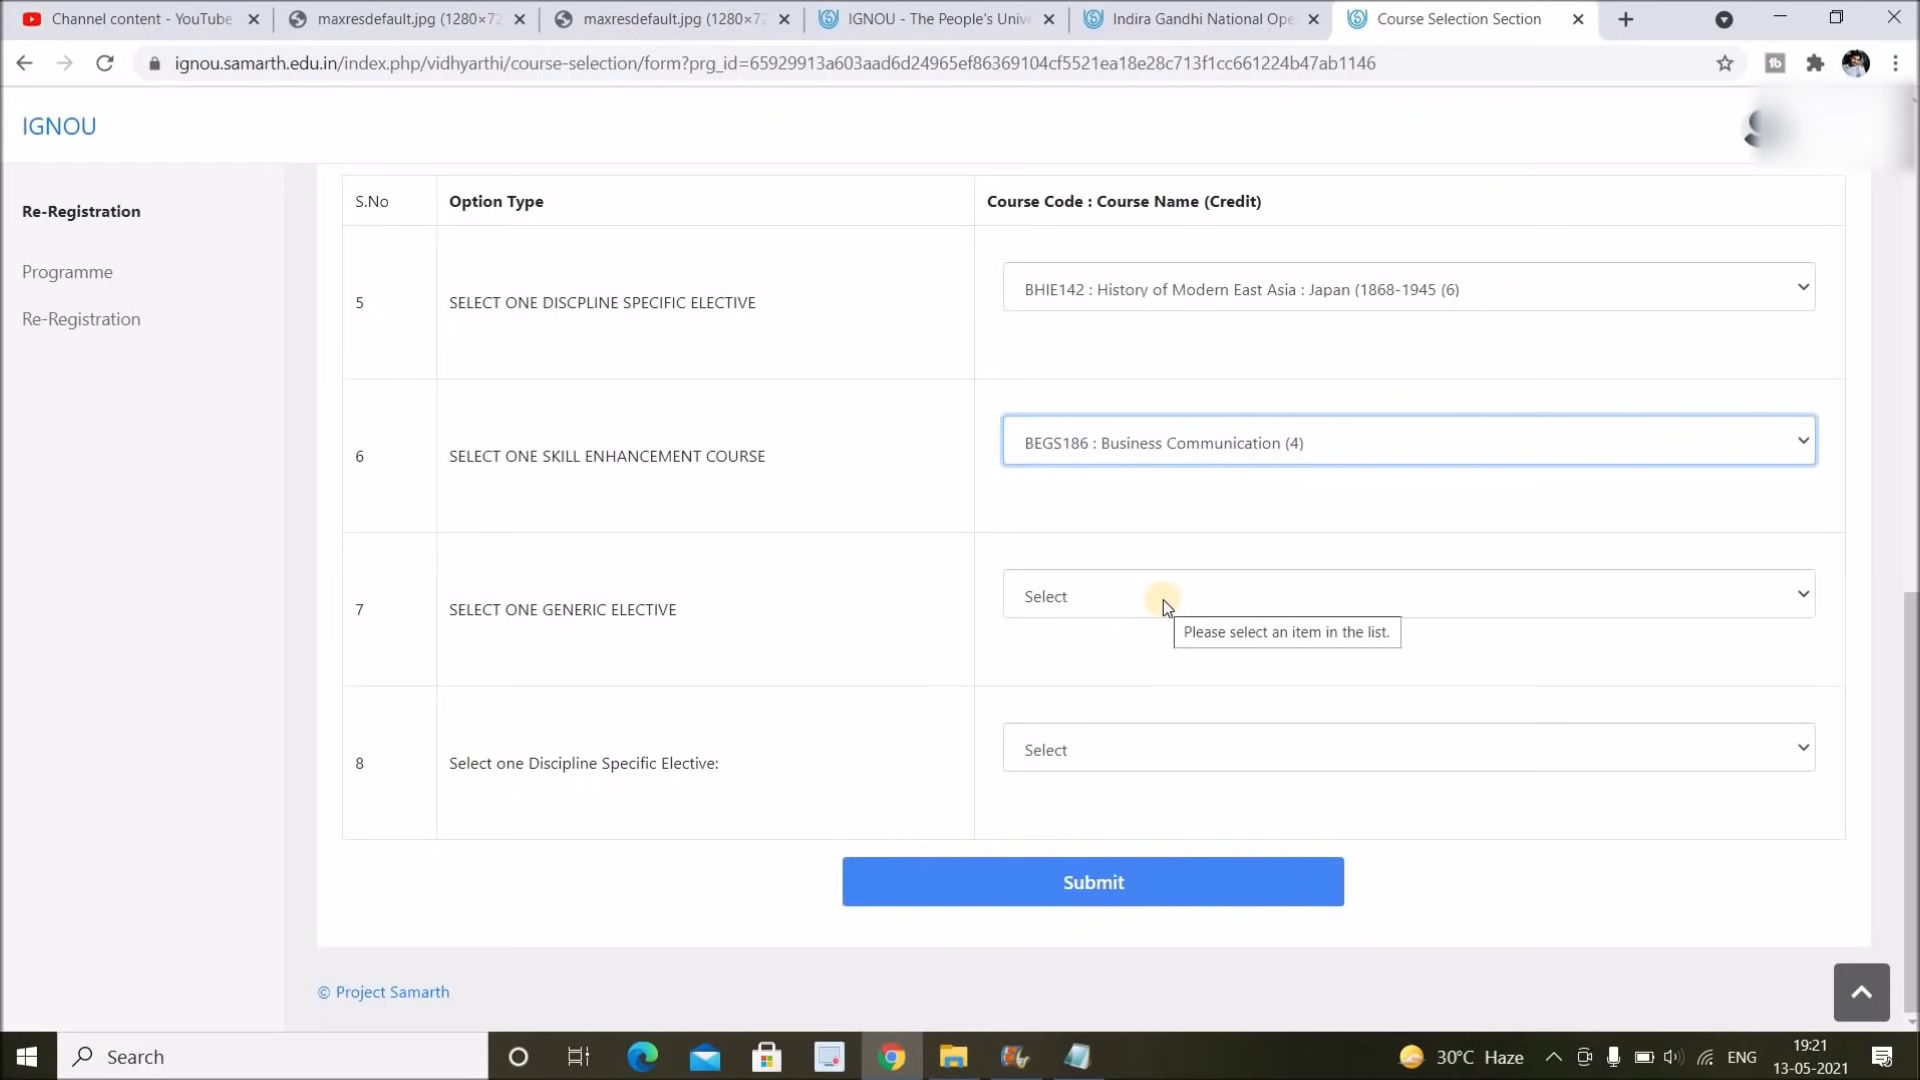 Channel content - YouTube
maxresdefault.jpg (1280×72
maxresdefault.jpg (1280×72
IGNOU - The People's Unive
Indira Gandhi National Ope
Course Selection Section
ignou.samarth.edu.in/index.php/vidhyarthi/course-selection/form?prg_id=65929913a603aad6d24965ef86369104cf5521ea18e28c713f1cc661224b47ab1146
IGNOU
Re-Registration
Programme
Re-Registration
S.No Option Type Course Code : Course Name (Credit)
5 SELECT ONE DISCPLINE SPECIFIC ELECTIVE BHIE142 : History of Modern East Asia : Japan (1868-1945 (6)
6 SELECT ONE SKILL ENHANCEMENT COURSE BEGS186 : Business Communication (4)
7 SELECT ONE GENERIC ELECTIVE Select
Please select an item in the list.
8 Select one Discipline Specific Elective: Select
Submit
© Project Samarth
Search
30°C Haze
ENG
19:21
13-05-2021